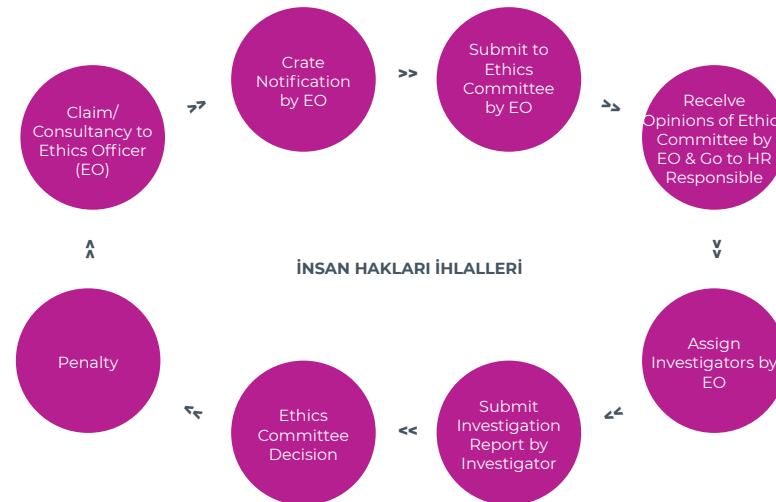 Claim/
Consultancy to
Ethics Officer
(EO)
>>
Crate
Notification
by EO
>>
Submit to
Ethics
Committee
by EO
>>
Recelve
Opinions of Ethic
Committee by
EO & Go to HR
Responsible
>>
İNSAN HAKLARI İHLALLERİ
Assign
Investigators by
EO
>>
Submit
Investigation
Report by
Investigator
<<
Ethics
Committee
Decision
<<
Penalty
>>